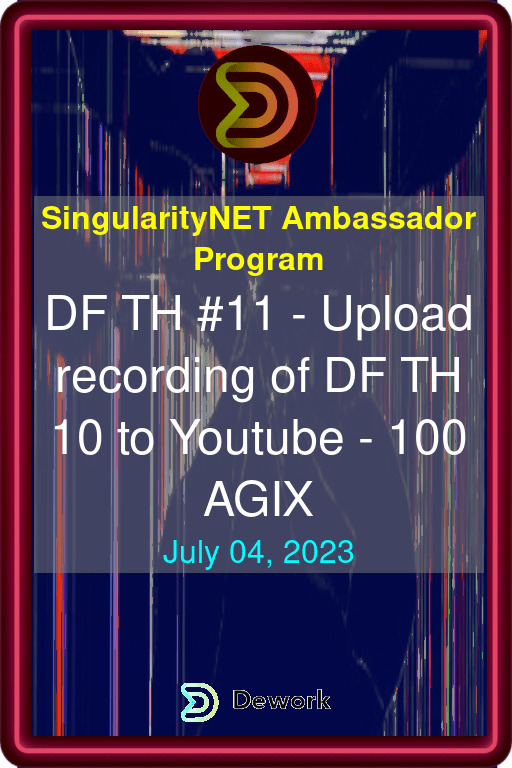 SingularityNET Ambassador
Program
DF TH #11 - Upload
recording of DF TH
10 to Youtube - 100
AGIX
July 04, 2023
Dework